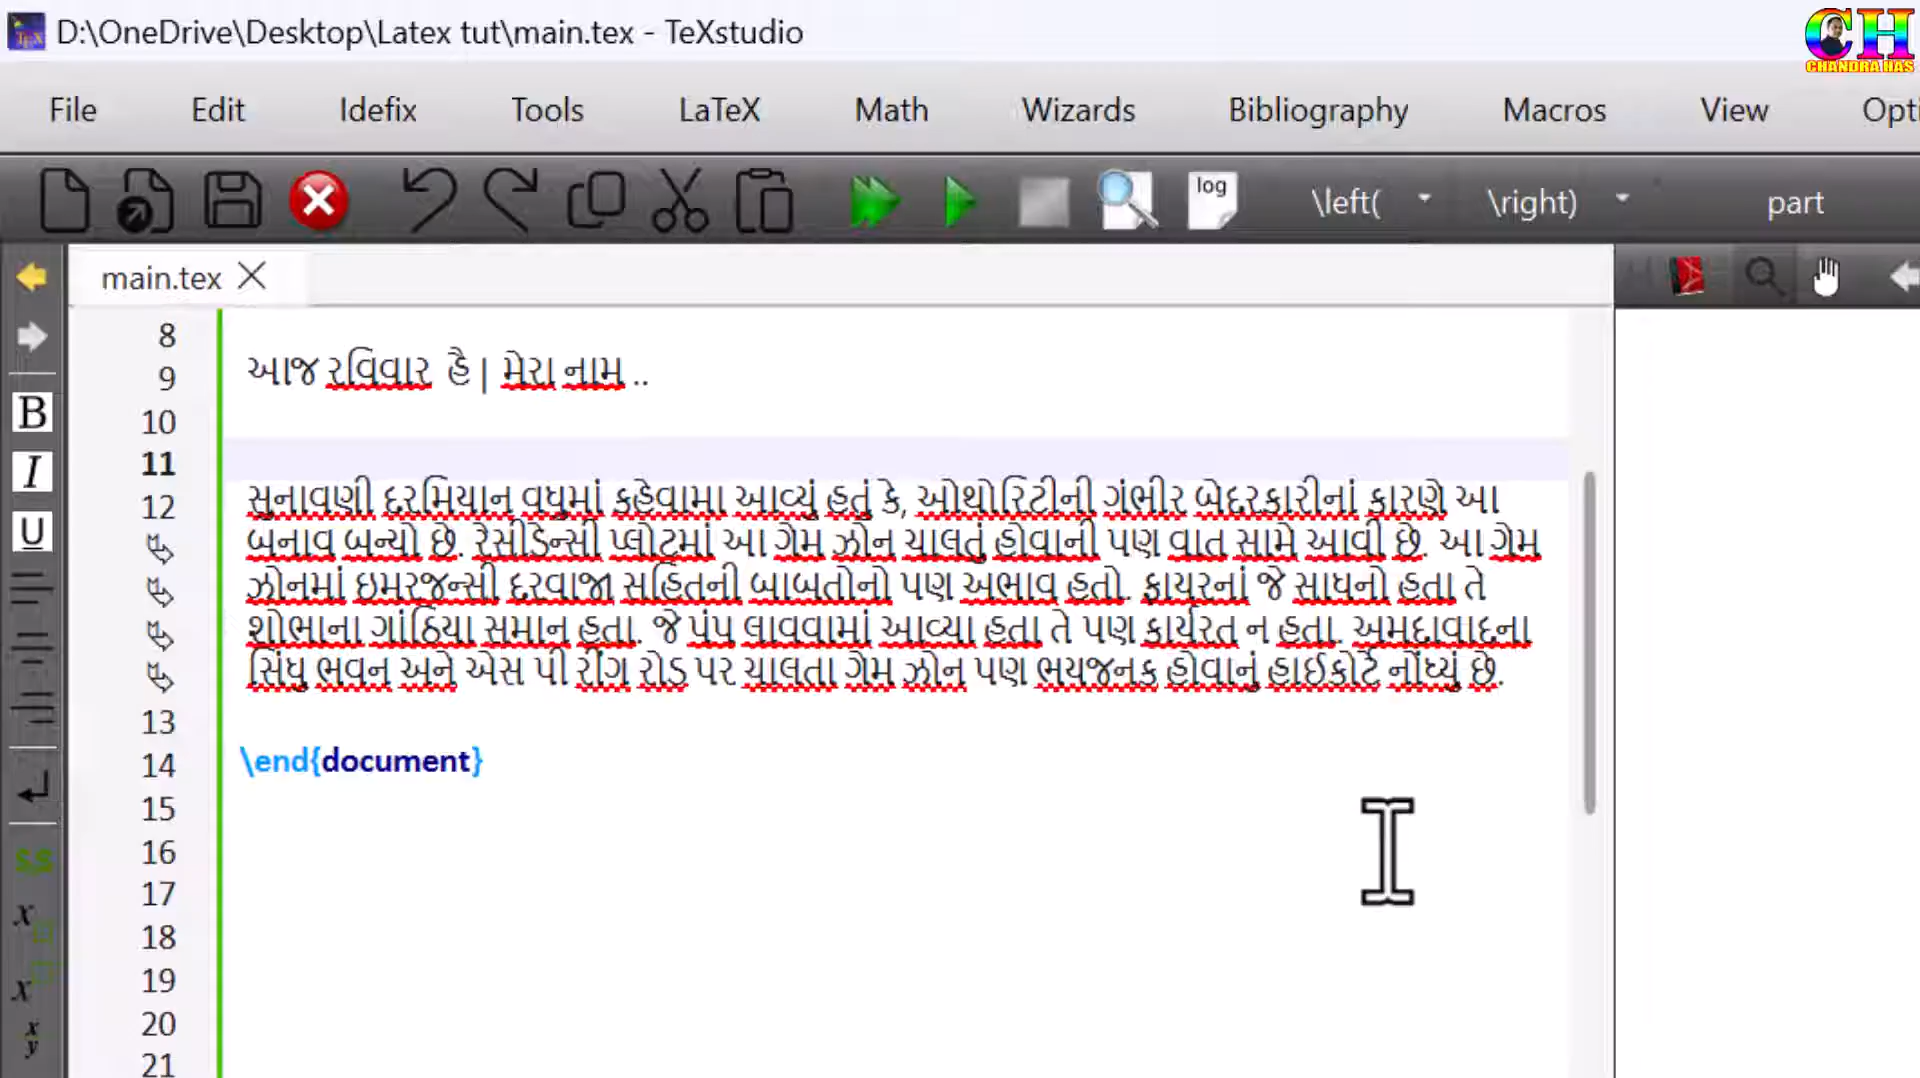 CH
CHANDRA HAS
D:\OneDrive\Desktop\Latex tut\main.tex - TeXstudio
File Edit Idefix Tools LaTeX Math Wizards Bibliography Macros View Opti
log \left( \right) part
main.tex
8
9 આજ રવિવાર હૈ | મેરા નામ ..
10
11
12 સુનાવણી દરમિયાન વધુમાં કહેવામા આવ્યું હતું કે, ઓથોરિટીની ગંભીર બેદરકારીનાં કારણે આ
બનાવ બન્યો છે. રેસીડેન્સી પ્લોટમાં આ ગેમ ઝોન ચાલતું હોવાની પણ વાત સામે આવી છે. આ ગેમ
ઝોનમાં ઇમરજન્સી દરવાજા સહિતની બાબતોનો પણ અભાવ હતો. ફાયરનાં જે સાધનો હતા તે
શોભાના ગાંઠિયા સમાન હતા. જે પંપ લાવવામાં આવ્યા હતા તે પણ કાર્યરત ન હતા. અમદાવાદના
સિંધુ ભવન અને એસ પી રીંગ રોડ પર ચાલતા ગેમ ઝોન પણ ભયજનક હોવાનું હાઈકોર્ટે નોંધ્યું છે.
13
14 \end{document}
15
16
17
18
19
20
21
B
I
U
$$
x
x
x
y